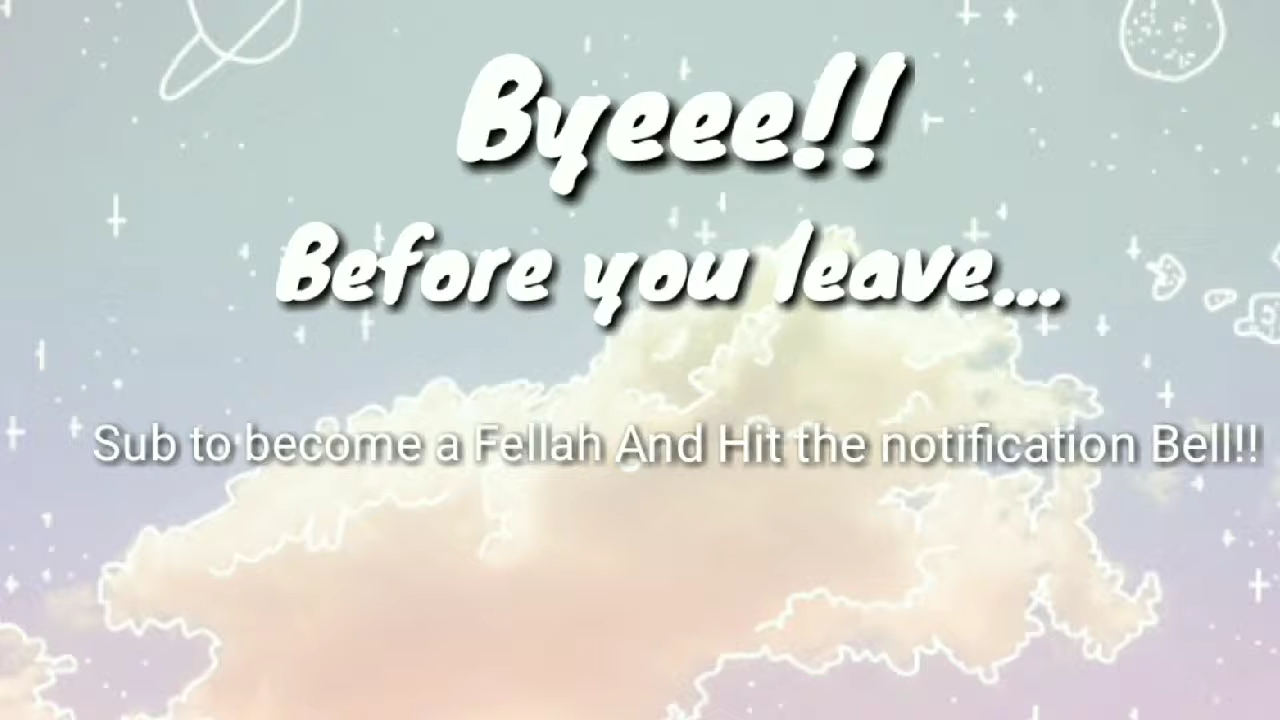 Byeee!!
Before you leave...
Sub to become a Fellah And Hit the notification Bell!!